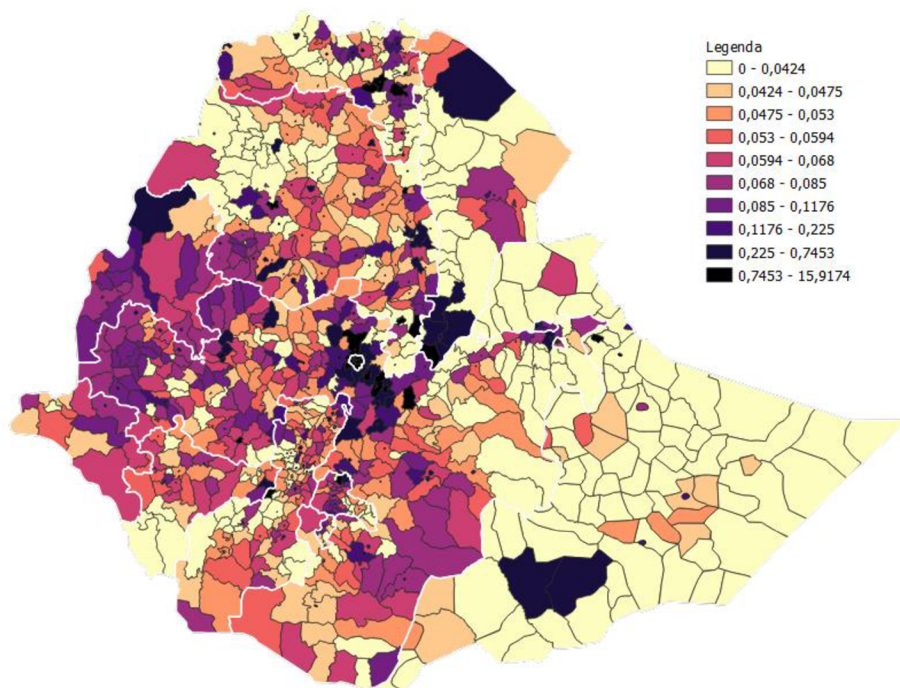 Legenda
0 - 0,0424
0,0424 - 0,0475
0,0475 - 0,053
0,053 - 0,0594
0,0594 - 0,068
0,068 - 0,085
0,085 - 0,1176
0,1176 - 0,225
0,225 - 0,7453
0,7453 - 15,9174